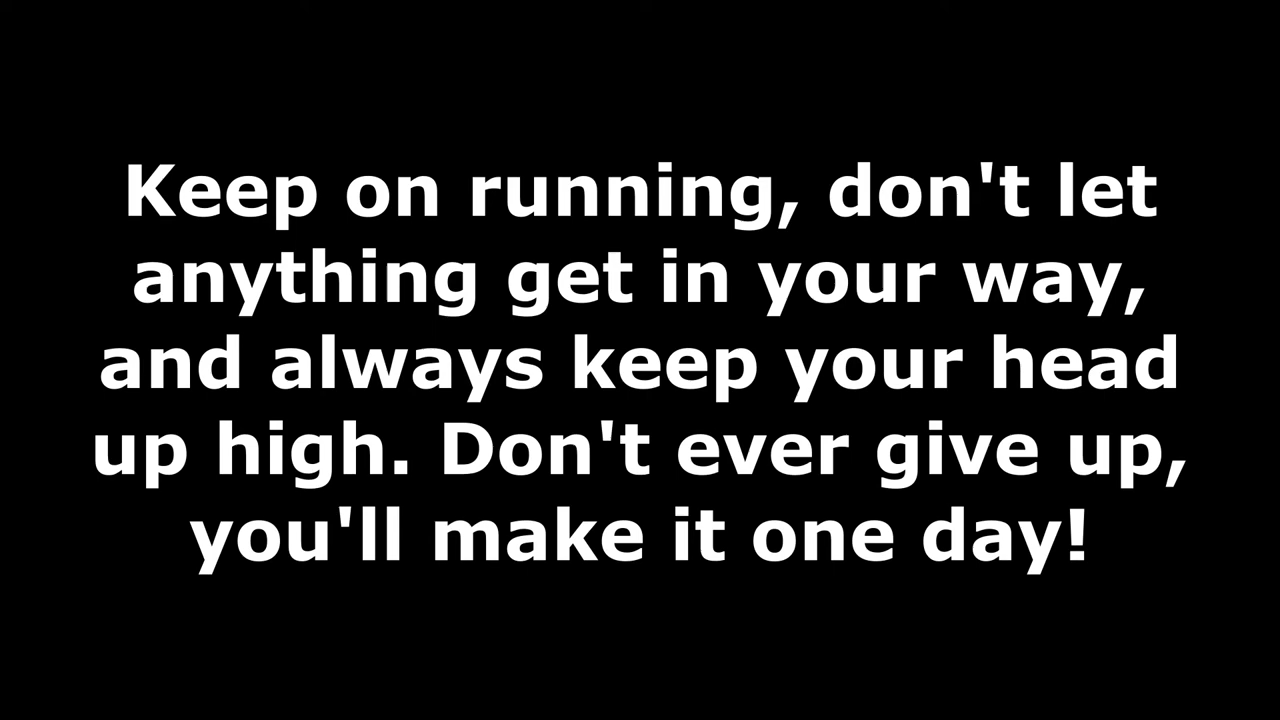 Keep on running, don't let
anything get in your way,
and always keep your head
up high. Don't ever give up,
you'll make it one day!